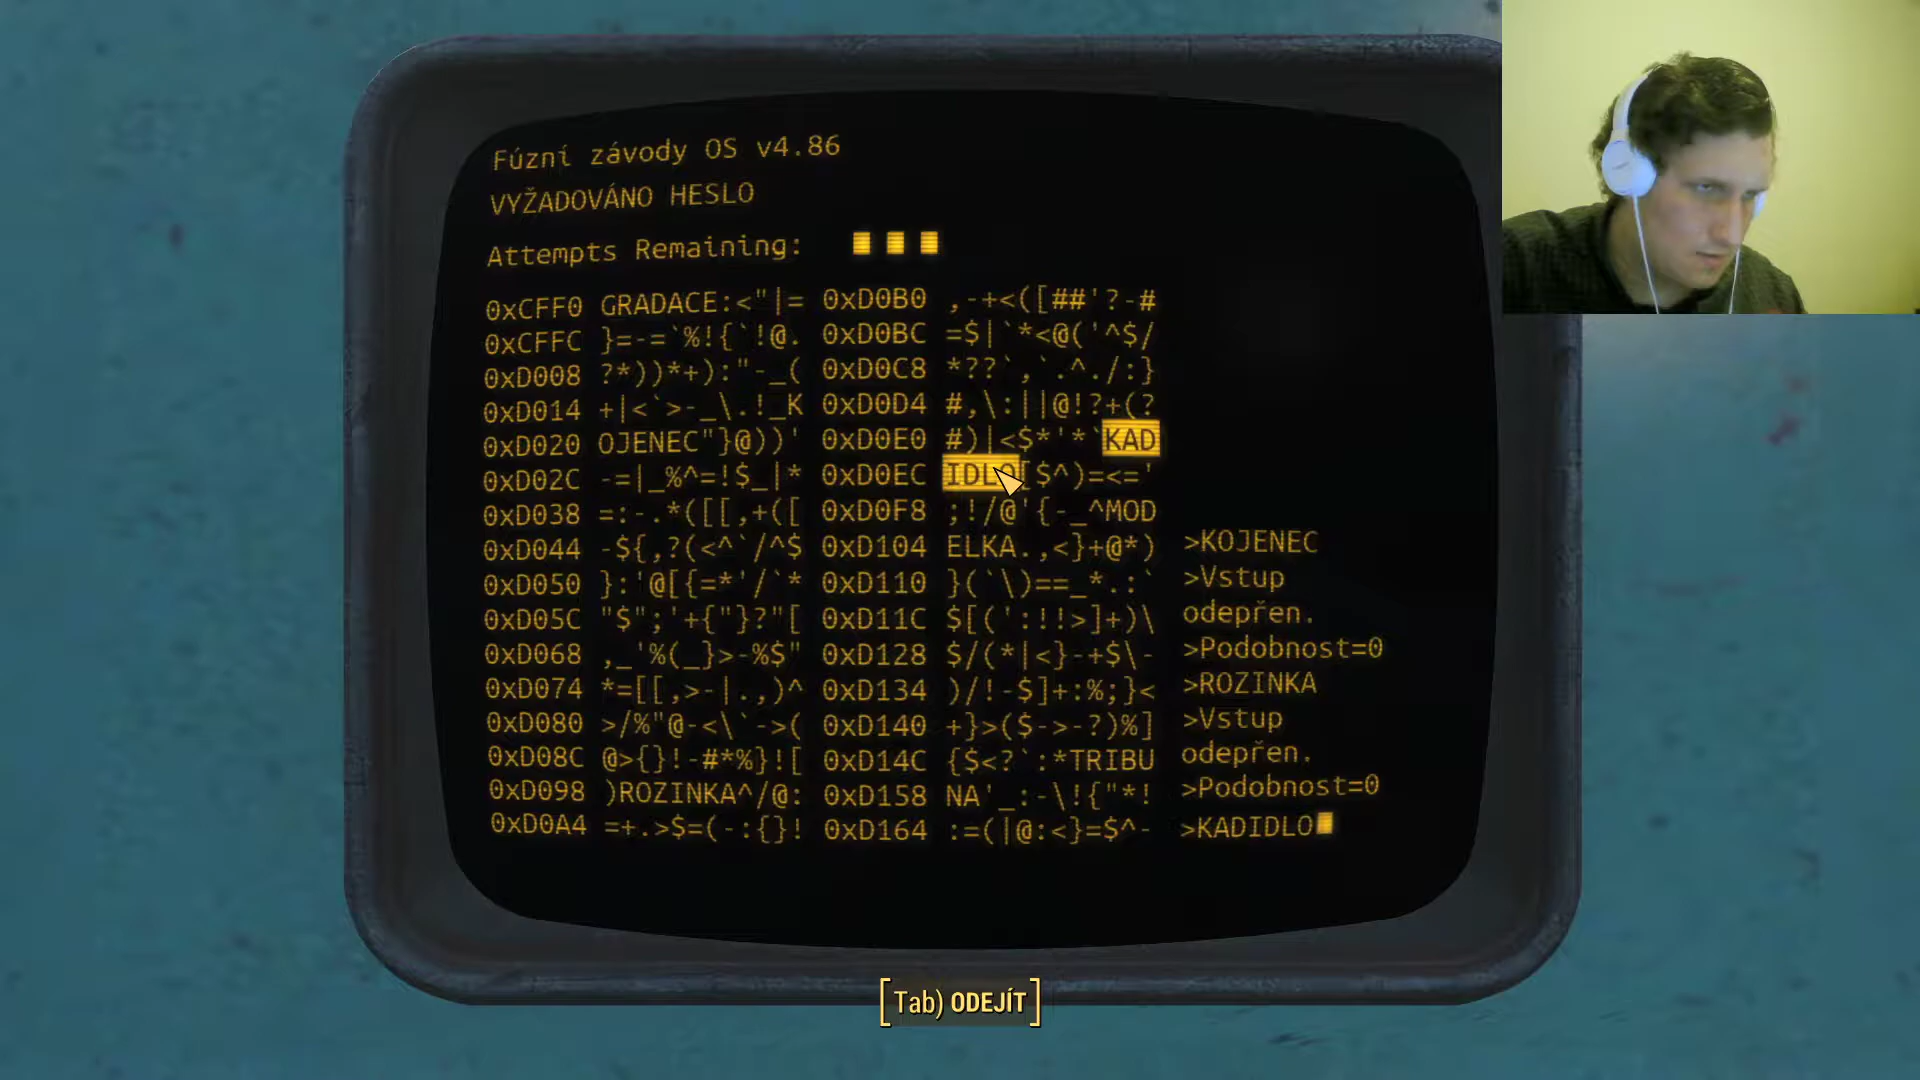 Fúzní závody OS v4.86
VYŽADOVÁNO HESLO
Attempts Remaining:
0xCFF0 GRADACE:<"|= 0xD0B0 ,-+<([##'?-#
0xCFFC }=-=`%!{`!@. 0xD0BC =$|`*<@('^$/
0xD008 ?*))*+):"-_( 0xD0C8 *??`,`.^./:}
0xD014 +|<`>-_\.!_K 0xD0D4 #,\:||@!?+(?
0xD020 OJENEC"}@))' 0xD0E0 #)|<$*'*`KAD
0xD02C -=|_%^=!$_|* 0xD0EC IDLO[$^)=<='
0xD038 =:-.*([[,+([ 0xD0F8 ;!/@'{-_^MOD
0xD044 -${,?(<^`/^$ 0xD104 ELKA.,<}+@*)
0xD050 }:'@[{=*'/`* 0xD110 }(`\)==_*.:`
0xD05C "$";'+{"}?"[ 0xD11C $[(':!!>]+)\
0xD068 ,_'%(_}>-%$" 0xD128 $/(*|<}-+$\-
0xD074 *=[[,>-|.,)^ 0xD134 )/!-$]+:%;}<
0xD080 >/%"@-<\`->( 0xD140 +}>($->-?)%]
0xD08C @>{}!-#*%}![ 0xD14C {$<?`:*TRIBU
0xD098 )ROZINKA^/@: 0xD158 NA'_:-\!{"*!
0xD0A4 =+.>$=(-:{}! 0xD164 :=(|@:<}=$^-
>KOJENEC
>Vstup
odepřen.
>Podobnost=0
>ROZINKA
>Vstup
odepřen.
>Podobnost=0
>KADIDLO
[Tab) ODEJÍT]